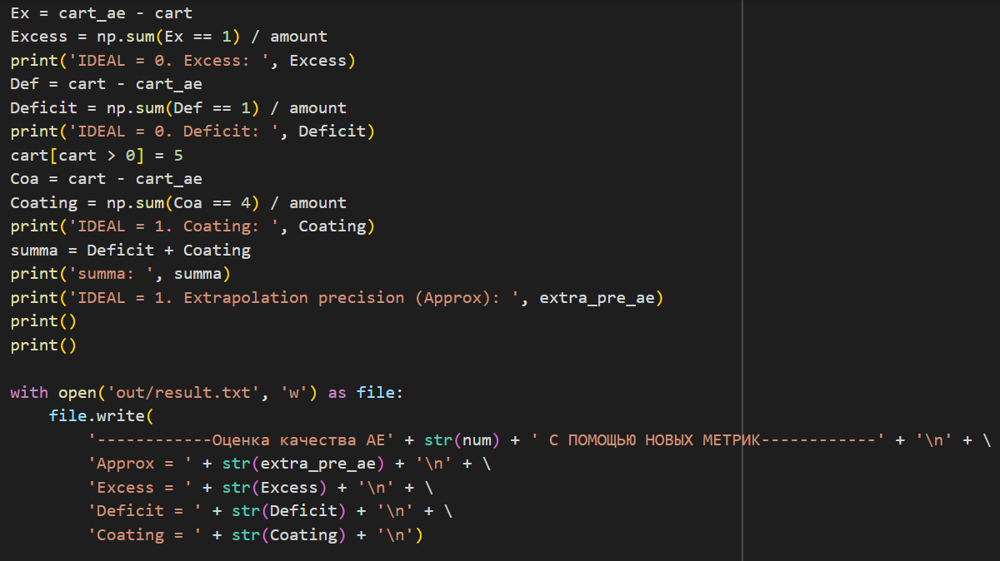 Ex = cart_ae - cart
Excess = np.sum(Ex == 1) / amount
print('IDEAL = 0. Excess: ', Excess)
Def = cart - cart_ae
Deficit = np.sum(Def == 1) / amount
print('IDEAL = 0. Deficit: ', Deficit)
cart[cart > 0] = 5
Coa = cart - cart_ae
Coating = np.sum(Coa == 4) / amount
print('IDEAL = 1. Coating: ', Coating)
summa = Deficit + Coating
print('summa: ', summa)
print('IDEAL = 1. Extrapolation precision (Approx): ', extra_pre_ae)
print()
print()

with open('out/result.txt', 'w') as file:
    file.write(
        '------------Оценка качества AE' + str(num) + ' С ПОМОЩЬЮ НОВЫХ МЕТРИК------------' + '\n' + \
        'Approx = ' + str(extra_pre_ae) + '\n' + \
        'Excess = ' + str(Excess) + '\n' + \
        'Deficit = ' + str(Deficit) + '\n' + \
        'Coating = ' + str(Coating) + '\n')